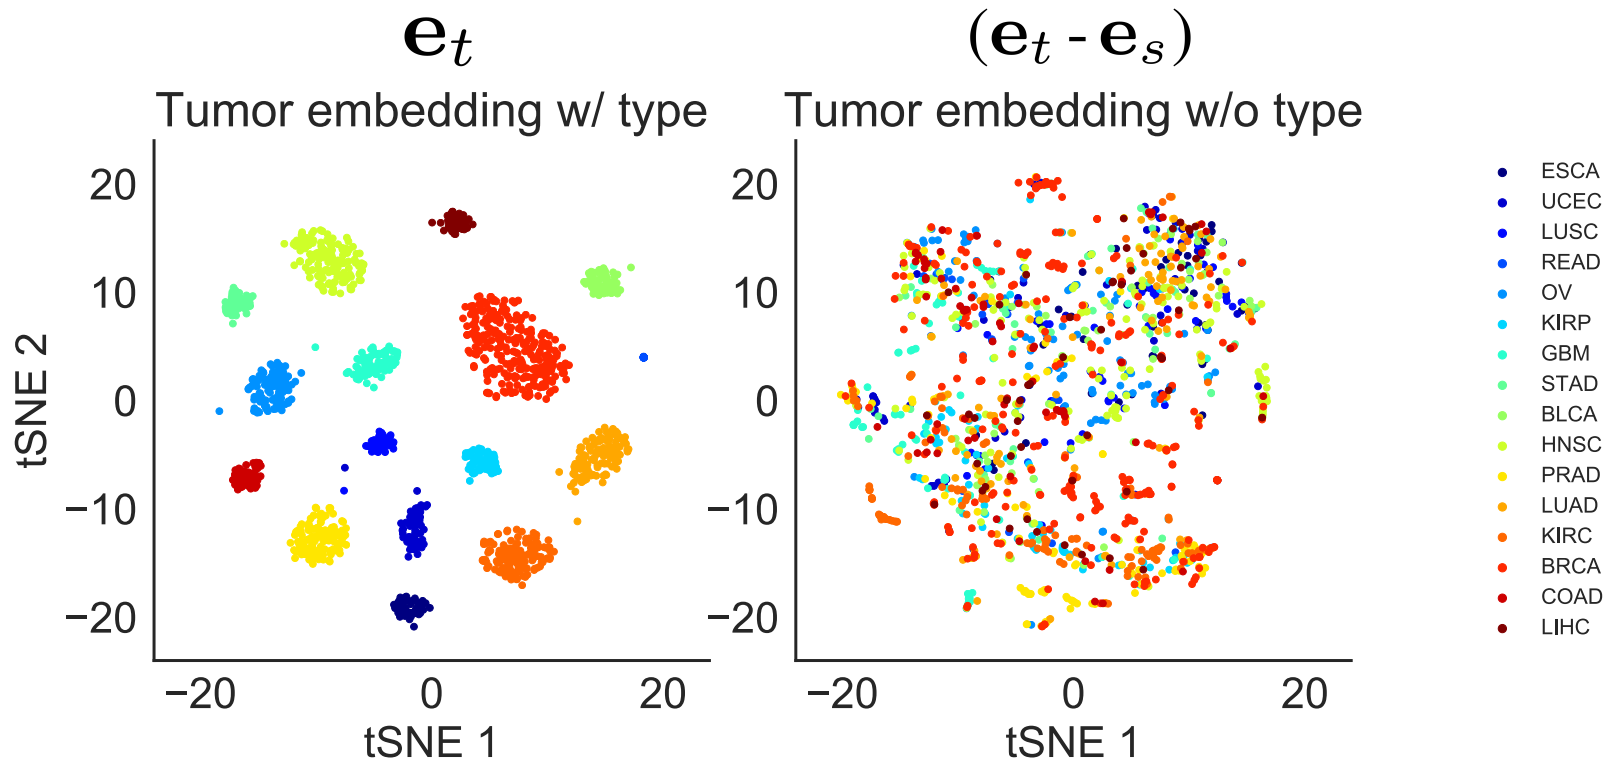 e_t
(e_t - e_s)
Tumor embedding w/ type
Tumor embedding w/o type
20
10
0
−10
−20
tSNE 2
−20
0
20
tSNE 1
20
10
0
−10
−20
−20
0
20
tSNE 1
ESCA
UCEC
LUSC
READ
OV
KIRP
GBM
STAD
BLCA
HNSC
PRAD
LUAD
KIRC
BRCA
COAD
LIHC